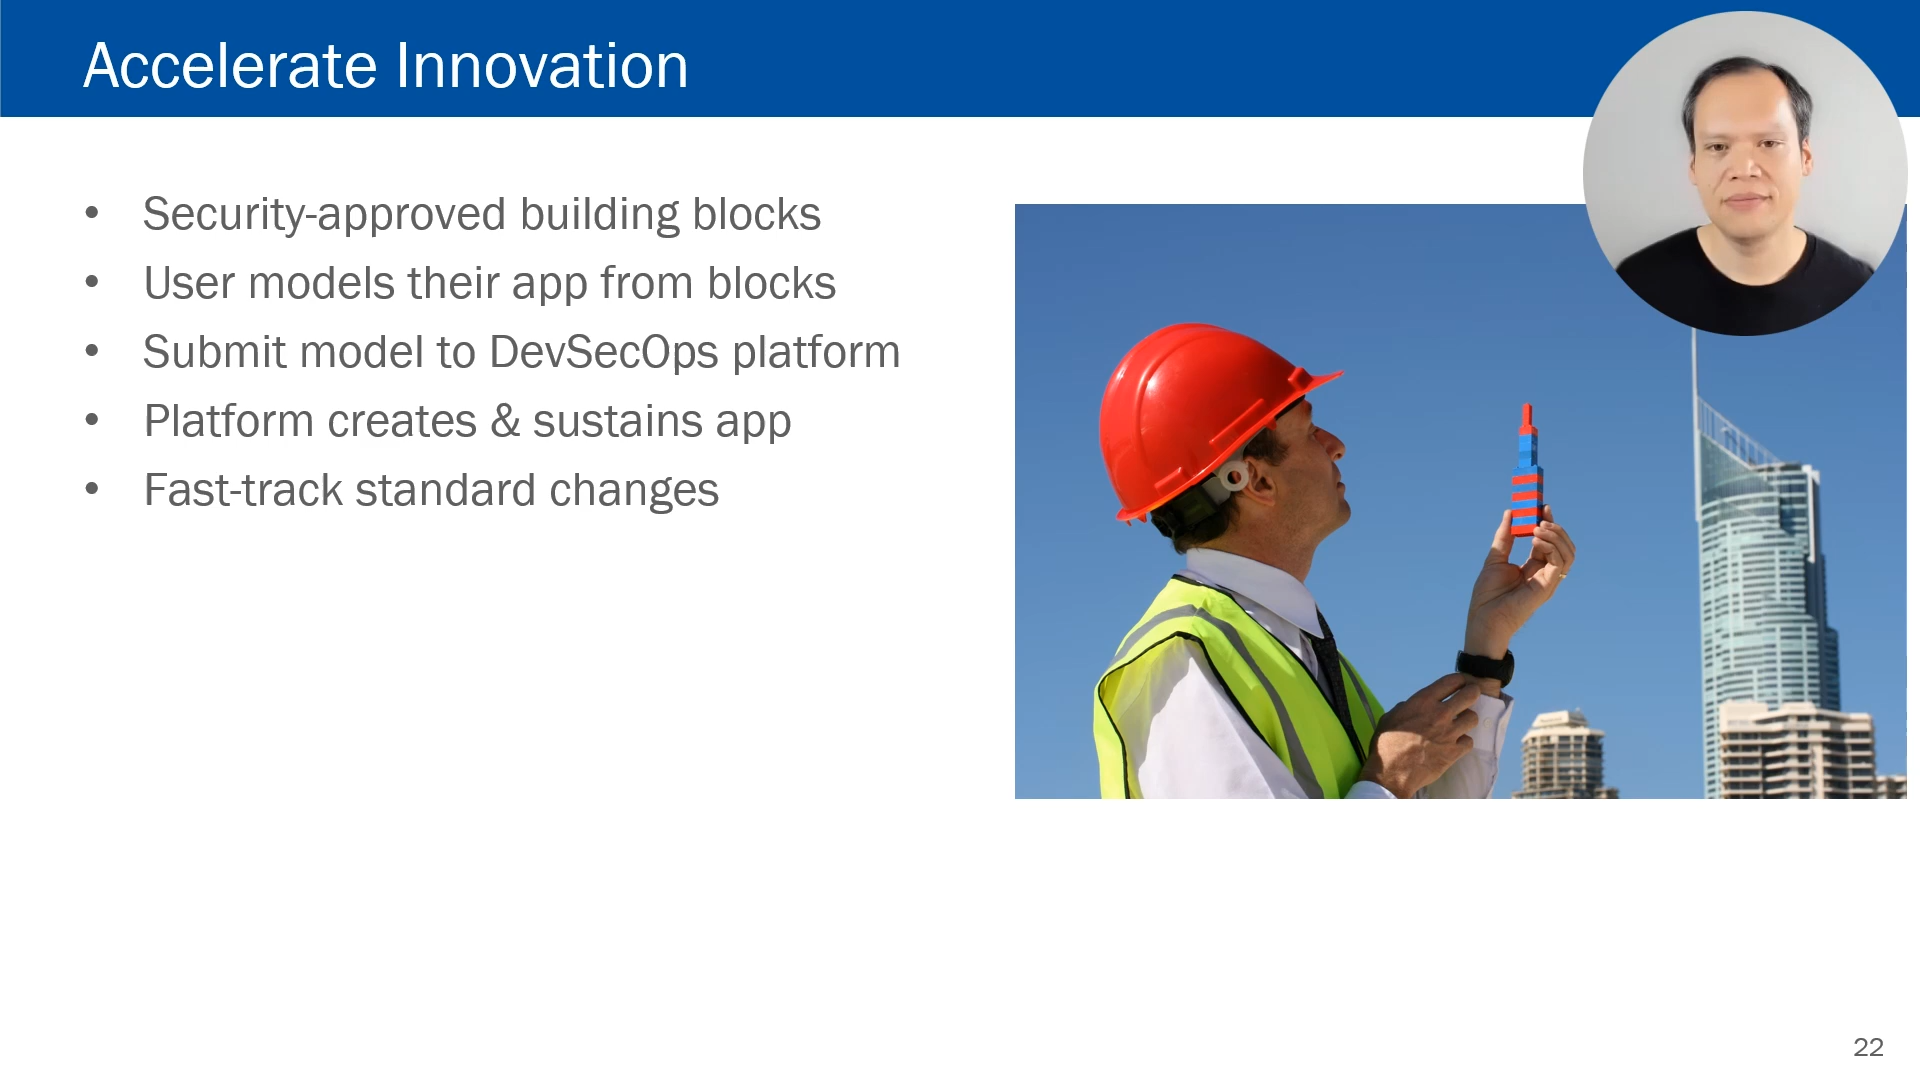 Accelerate Innovation
• Security-approved building blocks
• User models their app from blocks
• Submit model to DevSecOps platform
• Platform creates & sustains app
• Fast-track standard changes
22